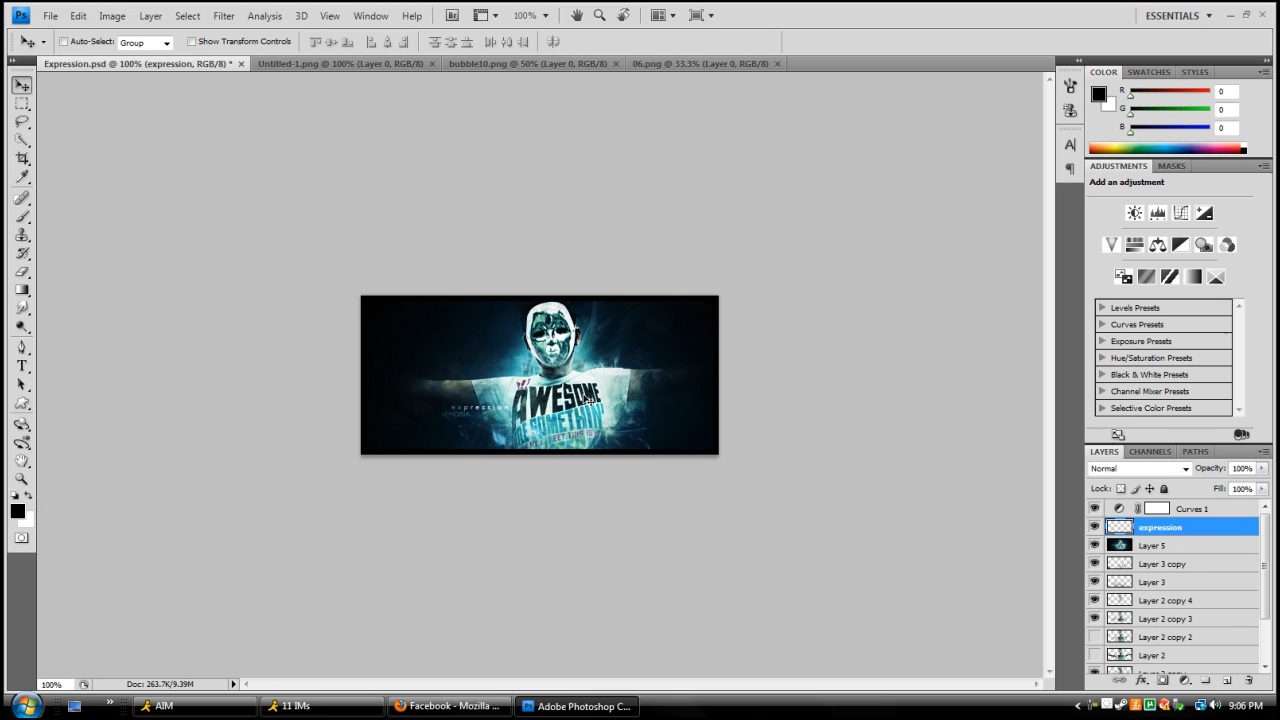 Ps File Edit Image Layer Select Filter Analysis 3D View Window Help Br 100% ESSENTIALS
Auto-Select: Group Show Transform Controls
Expression.psd @ 100% (expression, RGB/8) * Untitled-1.png @ 100% (Layer 0, RGB/8) bubble10.png @ 50% (Layer 0, RGB/8) 06.png @ 33.3% (Layer 0, RGB/8)
COLOR SWATCHES STYLES
R 0
G 0
B 0
ADJUSTMENTS MASKS
Add an adjustment
Levels Presets
Curves Presets
Exposure Presets
Hue/Saturation Presets
Black & White Presets
Channel Mixer Presets
Selective Color Presets
AWESOME
expression
SOMETHIN'
LAYERS CHANNELS PATHS
Normal Opacity: 100%
Lock: Fill: 100%
Curves 1
expression
Layer 5
Layer 3 copy
Layer 3
Layer 2 copy 4
Layer 2 copy 3
Layer 2 copy 2
Layer 2
100% Doc: 263.7K/9.39M
AIM 11 IMs Facebook - Mozilla ... Adobe Photoshop C... 9:06 PM